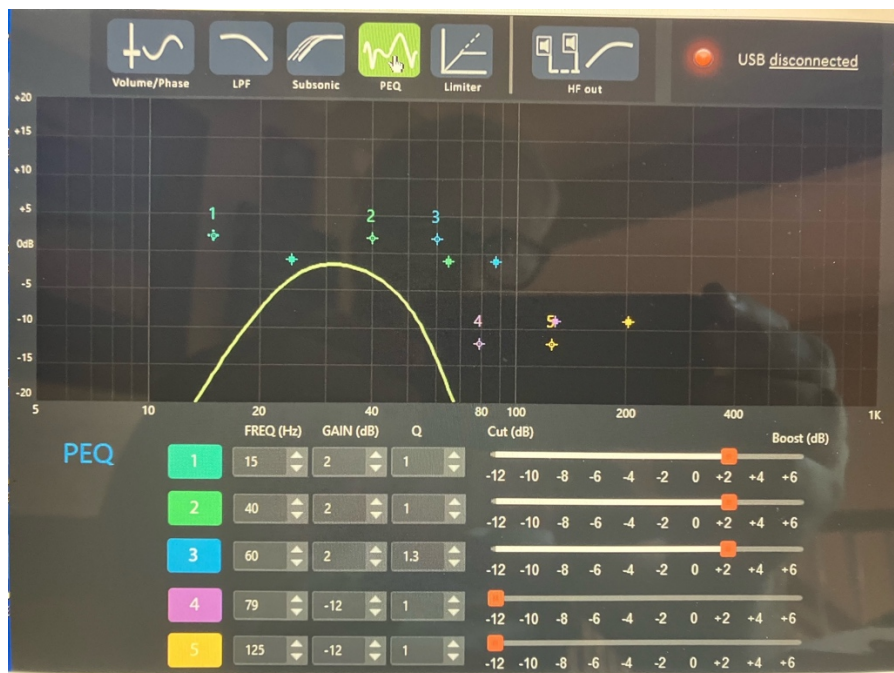 USB disconnected
Volume/Phase LPF Subsonic PEQ Limiter HF out
+20
+15
+10
+5
0dB
-5
-10
-15
-20
1 2 3
4 5
5 10 20 40 80 100 200 400 1K
PEQ
FREQ (Hz) GAIN (dB) Q Cut (dB) Boost (dB)
1 15 2 1
-12 -10 -8 -6 -4 -2 0 +2 +4 +6
2 40 2 1
-12 -10 -8 -6 -4 -2 0 +2 +4 +6
3 60 2 1.3
-12 -10 -8 -6 -4 -2 0 +2 +4 +6
4 79 -12 1
-12 -10 -8 -6 -4 -2 0 +2 +4 +6
5 125 -12 1
-12 -10 -8 -6 -4 -2 0 +2 +4 +6